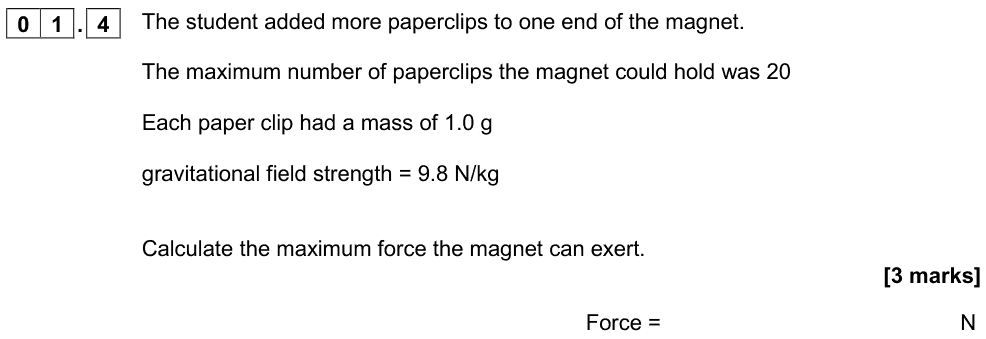 01.4 The student added more paperclips to one end of the magnet.
The maximum number of paperclips the magnet could hold was 20
Each paper clip had a mass of 1.0 g
gravitational field strength = 9.8 N/kg
Calculate the maximum force the magnet can exert.
[3 marks]
Force = N